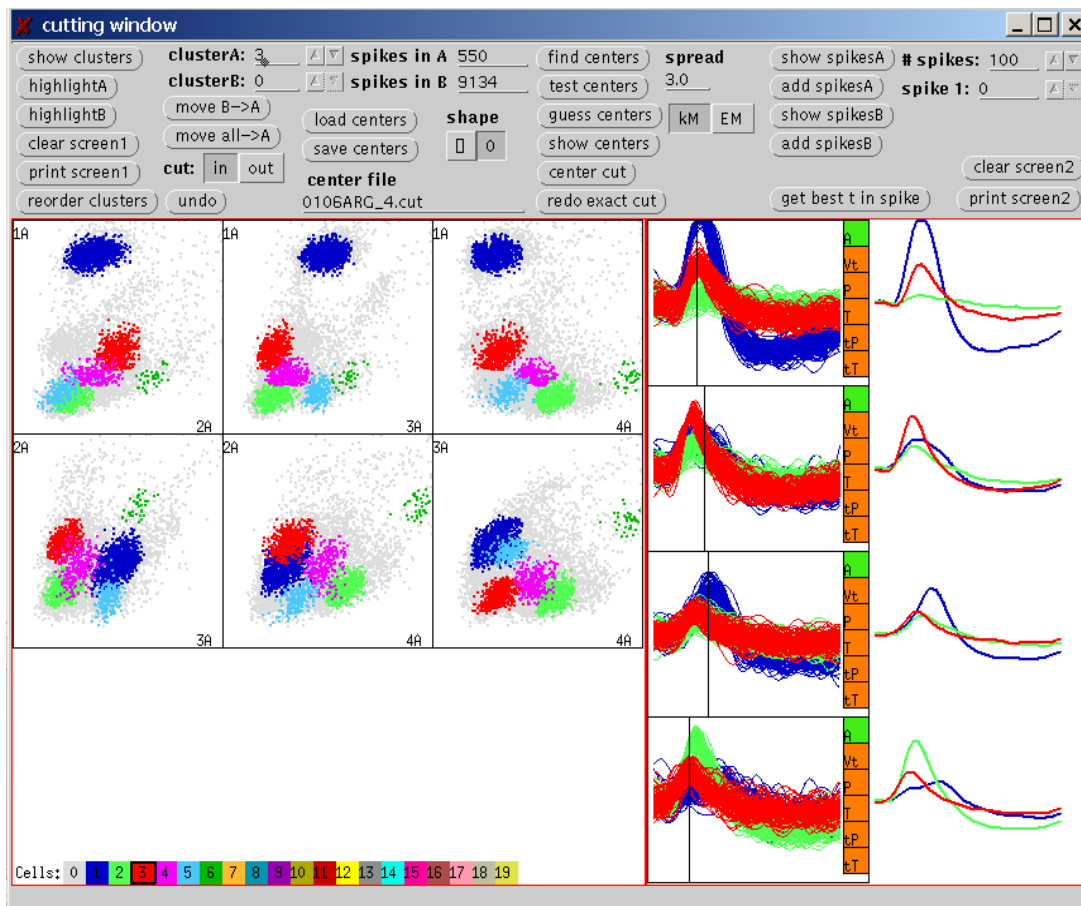 cutting window
show clusters clusterA: 3 spikes in A 550 find centers spread show spikesA # spikes: 100
highlightA clusterB: 0 spikes in B 9134 test centers 3.0 add spikesA spike 1: 0
highlightB move B->A load centers shape guess centers kM EM show spikesB
clear screen1 move all->A save centers 0 show centers add spikesB
print screen1 cut: in out center file center cut clear screen2
reorder clusters undo 0106ARG_4.cut redo exact cut get best t in spike print screen2
1A 1A 1A
2A 3A 4A
2A 2A 3A
3A 4A 4A
A
Vt
P
T
tP
tT
A
Vt
P
T
tP
tT
A
Vt
P
T
tP
tT
A
Vt
P
T
tP
tT
Cells: 0 1 2 3 4 5 6 7 8 9 10 11 12 13 14 15 16 17 18 19